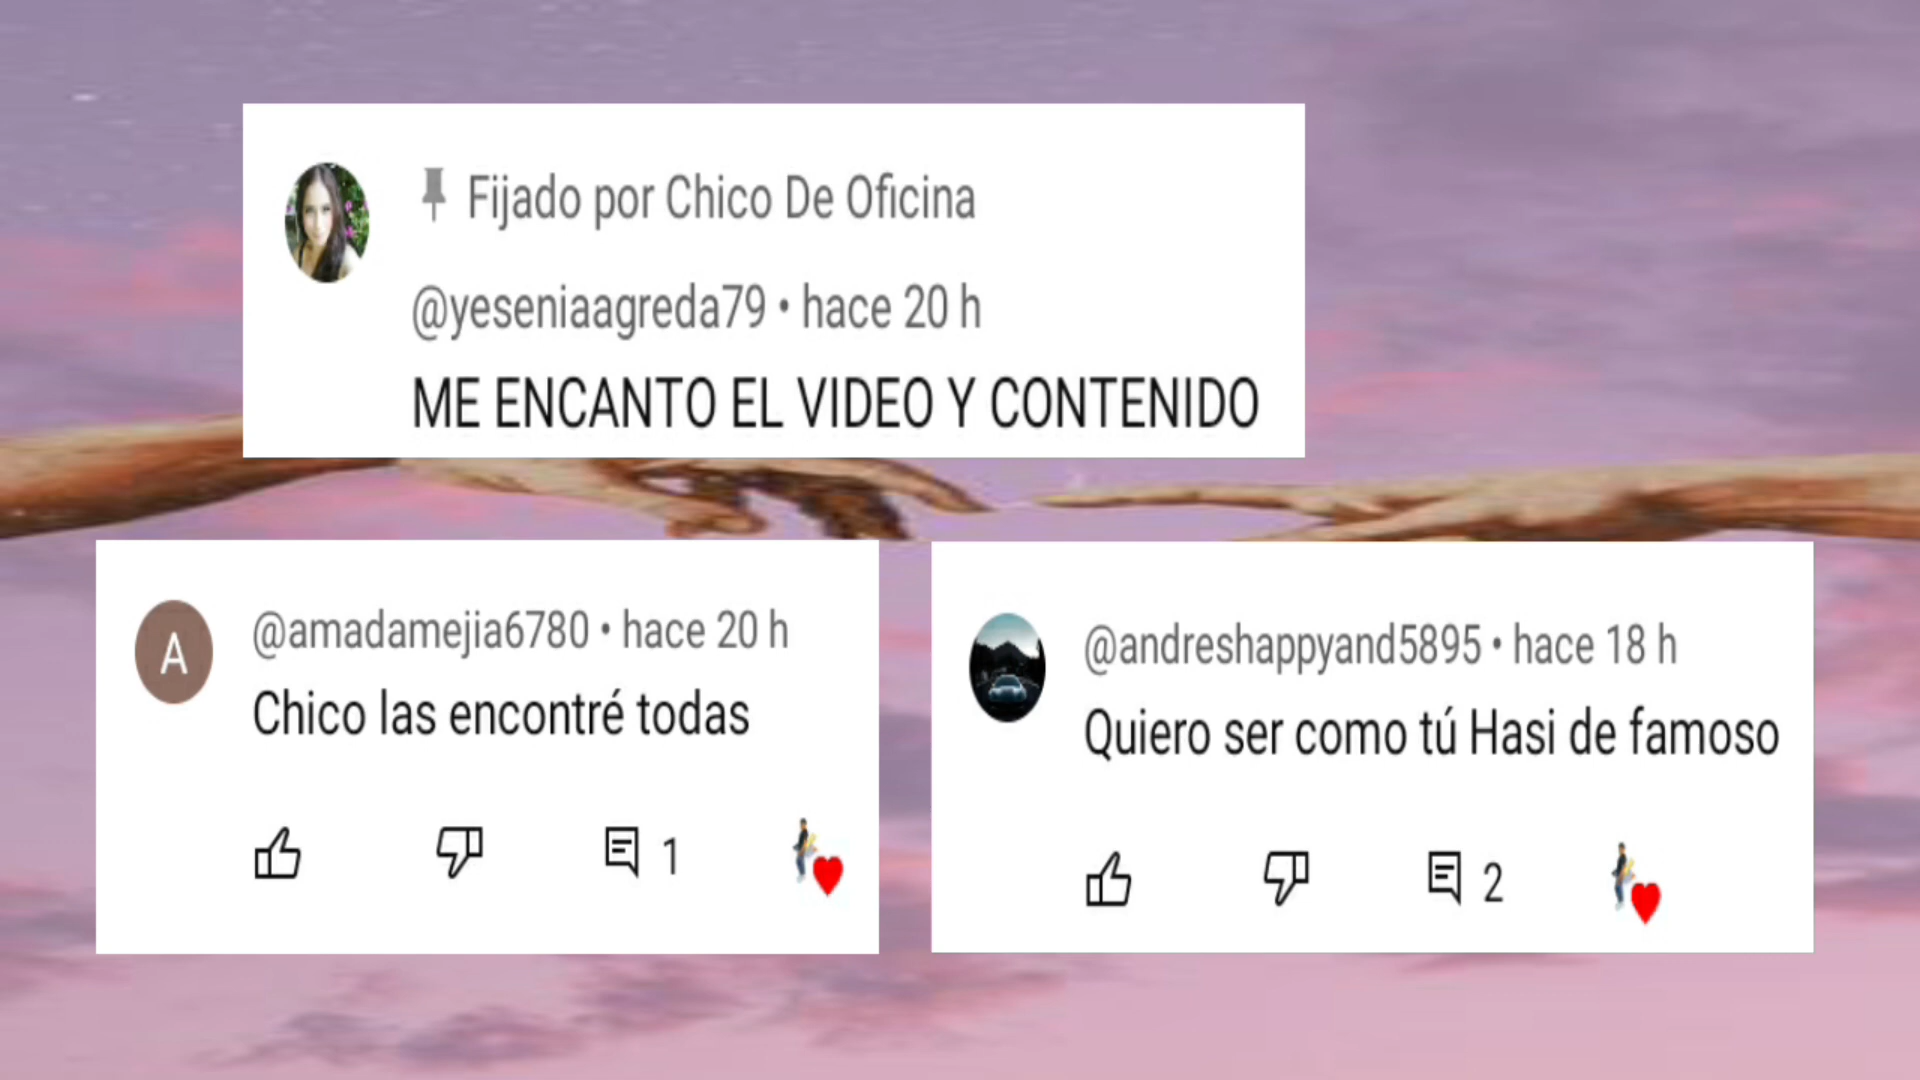 Fijado por Chico De Oficina
@yeseniaagreda79 • hace 20 h
ME ENCANTO EL VIDEO Y CONTENIDO
A
@amadamejia6780 • hace 20 h
Chico las encontré todas
1
@andreshappyand5895 • hace 18 h
Quiero ser como tú Hasi de famoso
2